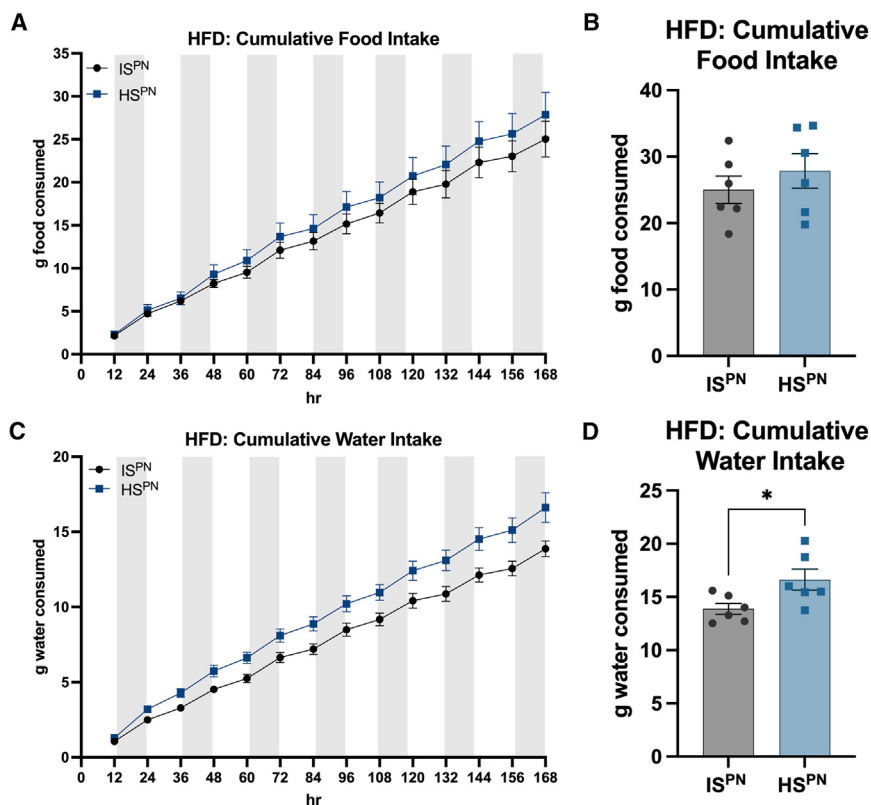 A
HFD: Cumulative Food Intake
IS^PN
HS^PN
g food consumed
35
30
25
20
15
10
5
0
0 12 24 36 48 60 72 84 96 108 120 132 144 156 168
hr
B
HFD: Cumulative
Food Intake
g food consumed
40
30
20
10
0
IS^PN HS^PN
C
HFD: Cumulative Water Intake
IS^PN
HS^PN
g water consumed
20
15
10
5
0
0 12 24 36 48 60 72 84 96 108 120 132 144 156 168
hr
D
HFD: Cumulative
Water Intake
*
g water consumed
25
20
15
10
5
0
IS^PN HS^PN